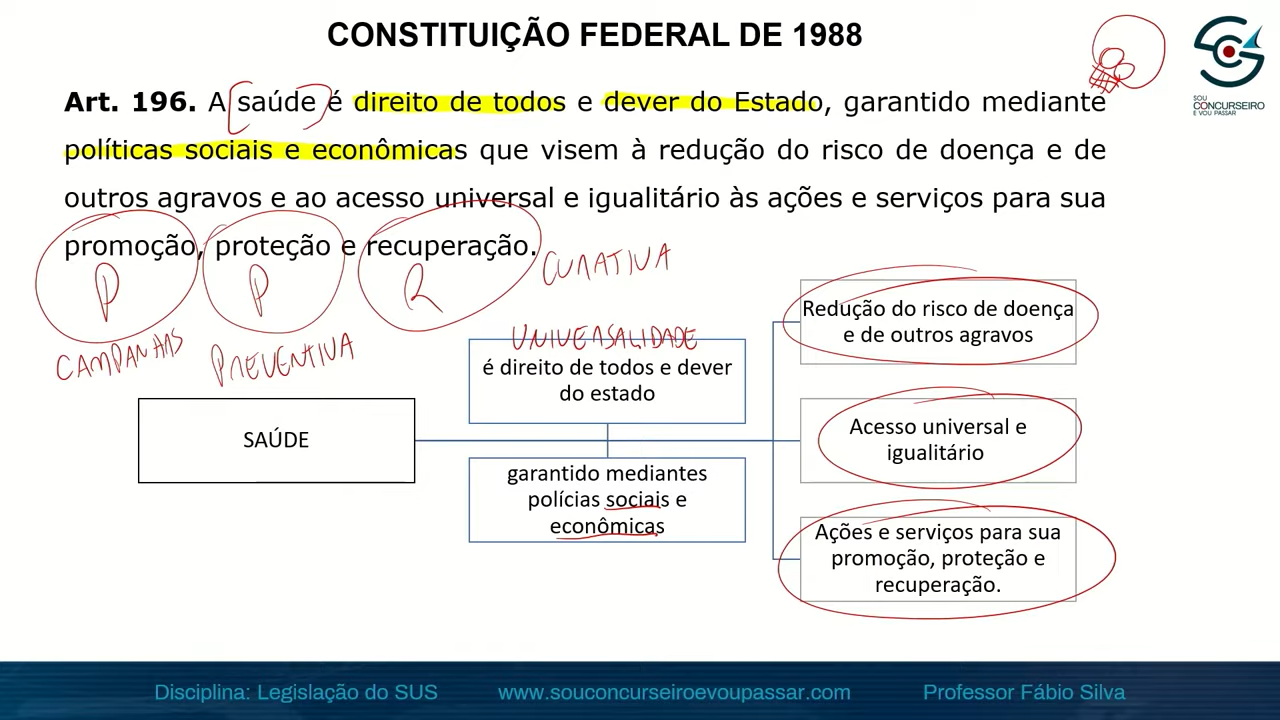 CONSTITUIÇÃO FEDERAL DE 1988
SOU
CONCURSEIRO
E VOU PASSAR
Art. 196. A [saúde] é direito de todos e dever do Estado, garantido mediante
políticas sociais e econômicas que visem à redução do risco de doença e de
outros agravos e ao acesso universal e igualitário às ações e serviços para sua
promoção, proteção e recuperação.
P P R CURATIVA
CAMPANHAS PREVENTIVA
UNIVERSALIDADE
é direito de todos e dever
do estado
SAÚDE
garantido mediantes
polícias sociais e
econômicas
Redução do risco de doença
e de outros agravos
Acesso universal e
igualitário
Ações e serviços para sua
promoção, proteção e
recuperação.
Disciplina: Legislação do SUS www.souconcurseiroevoupassar.com Professor Fábio Silva